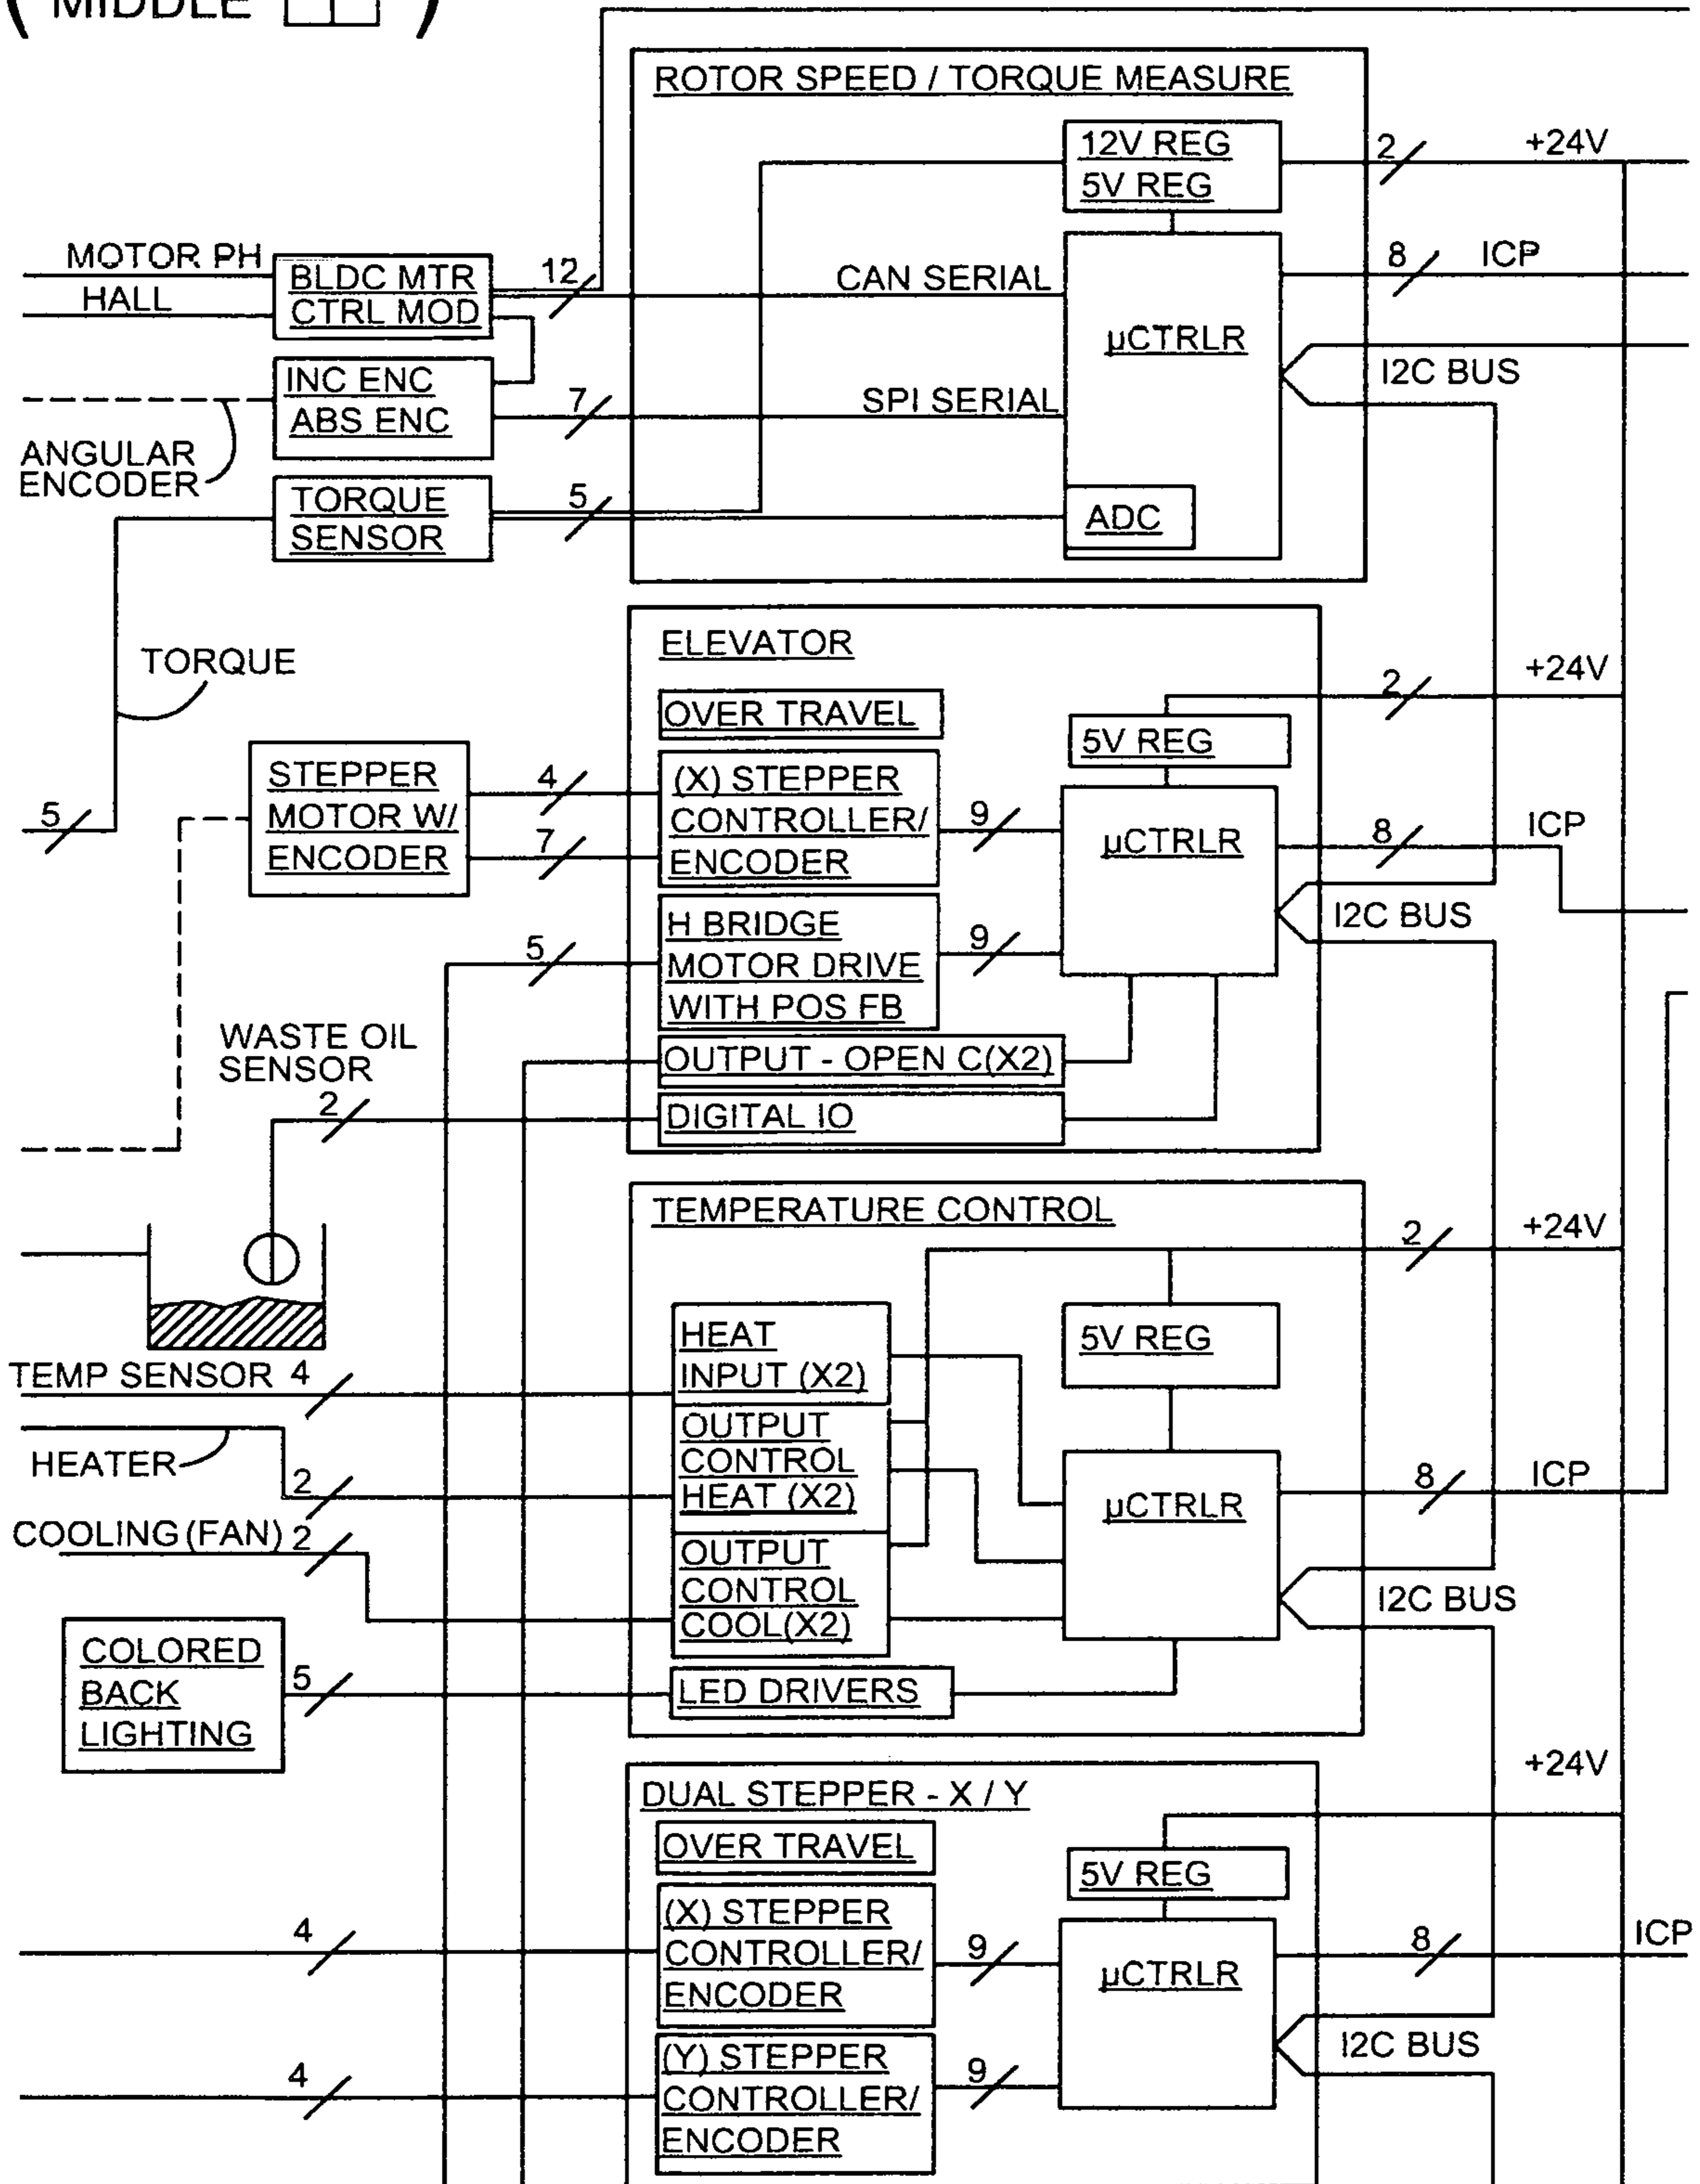 ( MIDDLE )
ROTOR SPEED / TORQUE MEASURE
12V REG
5V REG
2
+24V
MOTOR PH
HALL
BLDC MTR
CTRL MOD
12
CAN SERIAL
µCTRLR
8
ICP
I2C BUS
INC ENC
ABS ENC
7
SPI SERIAL
ANGULAR
ENCODER
TORQUE
SENSOR
5
ADC
TORQUE
5
ELEVATOR
OVER TRAVEL
2
+24V
5V REG
STEPPER
MOTOR W/
ENCODER
4
7
(X) STEPPER
CONTROLLER/
ENCODER
9
µCTRLR
8
ICP
I2C BUS
5
H BRIDGE
MOTOR DRIVE
WITH POS FB
9
OUTPUT - OPEN C(X2)
DIGITAL IO
WASTE OIL
SENSOR
2
TEMPERATURE CONTROL
2
+24V
5V REG
HEAT
INPUT (X2)
TEMP SENSOR 4
OUTPUT
CONTROL
HEAT (X2)
HEATER
2
COOLING (FAN) 2
OUTPUT
CONTROL
COOL(X2)
µCTRLR
8
ICP
I2C BUS
COLORED
BACK
LIGHTING
5
LED DRIVERS
DUAL STEPPER - X / Y
+24V
OVER TRAVEL
5V REG
4
(X) STEPPER
CONTROLLER/
ENCODER
9
µCTRLR
8
ICP
I2C BUS
4
(Y) STEPPER
CONTROLLER/
ENCODER
9